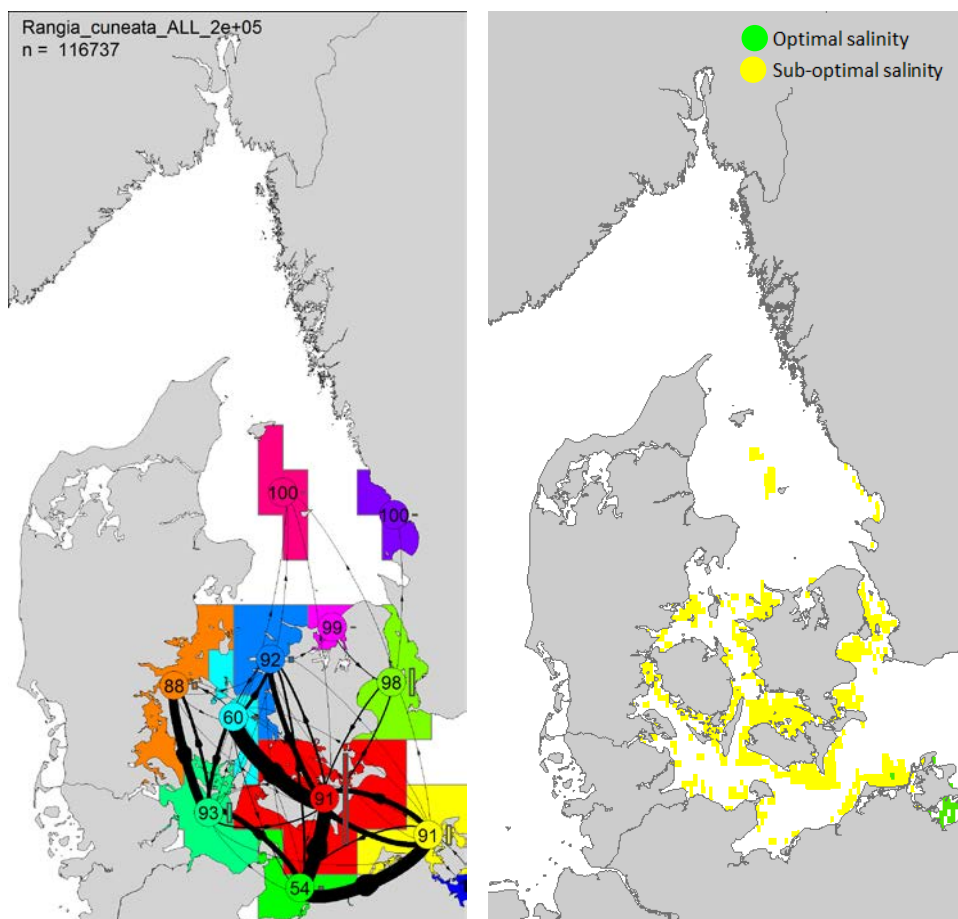 Rangia_cuneata_ALL_2e+05
n = 116737
Optimal salinity
Sub-optimal salinity
100
100
99
92
88
98
60
91
93
91
54